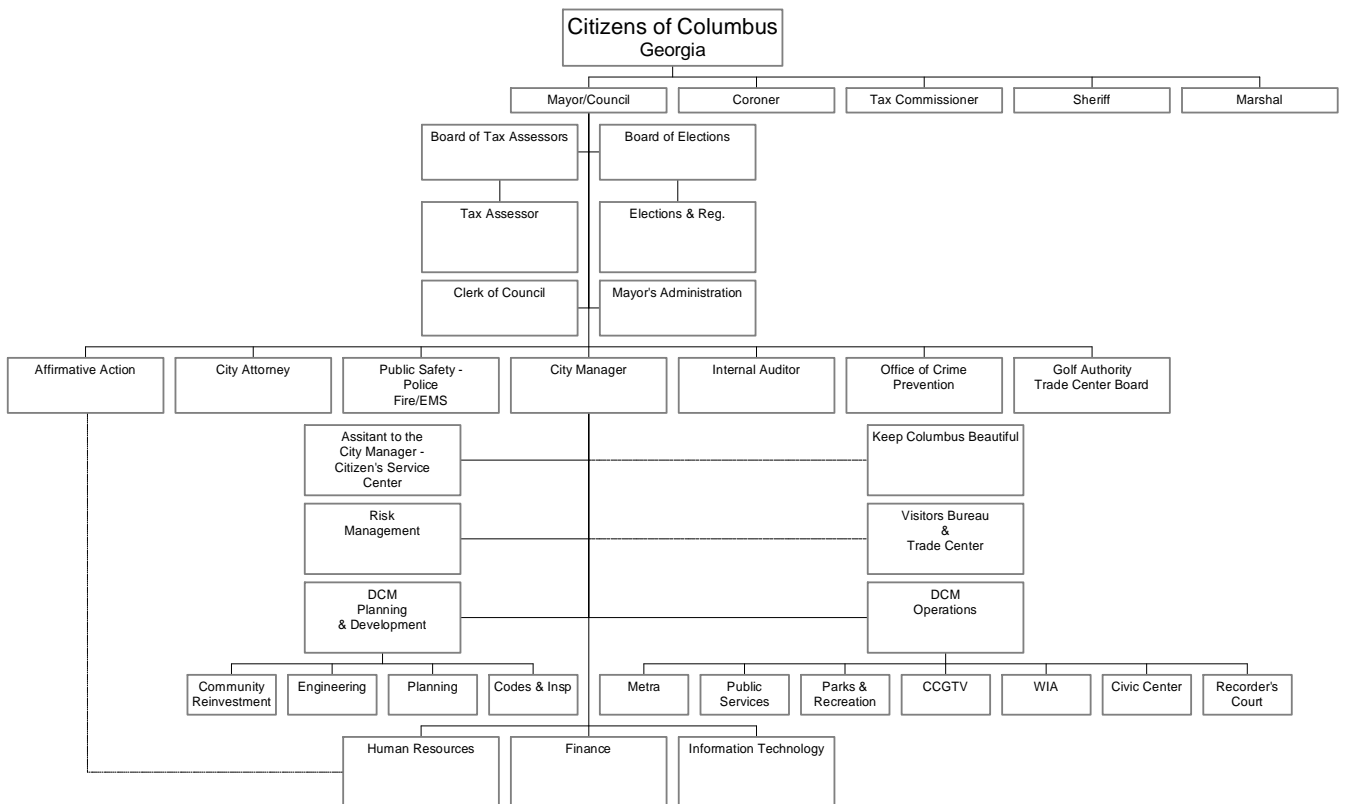 Citizens of Columbus
Georgia
Mayor/Council
Coroner
Tax Commissioner
Sheriff
Marshal
Board of Tax Assessors
Board of Elections
Tax Assessor
Elections & Reg.
Clerk of Council
Mayor's Administration
Affirmative Action
City Attorney
Public Safety -
Police
Fire/EMS
City Manager
Internal Auditor
Office of Crime
Prevention
Golf Authority
Trade Center Board
Assitant to the
City Manager -
Citizen's Service
Center
Keep Columbus Beautiful
Risk
Management
Visitors Bureau
&
Trade Center
DCM
Planning
& Development
DCM
Operations
Community
Reinvestment
Engineering
Planning
Codes & Insp
Metra
Public
Services
Parks &
Recreation
CCGTV
WIA
Civic Center
Recorder's
Court
Human Resources
Finance
Information Technology